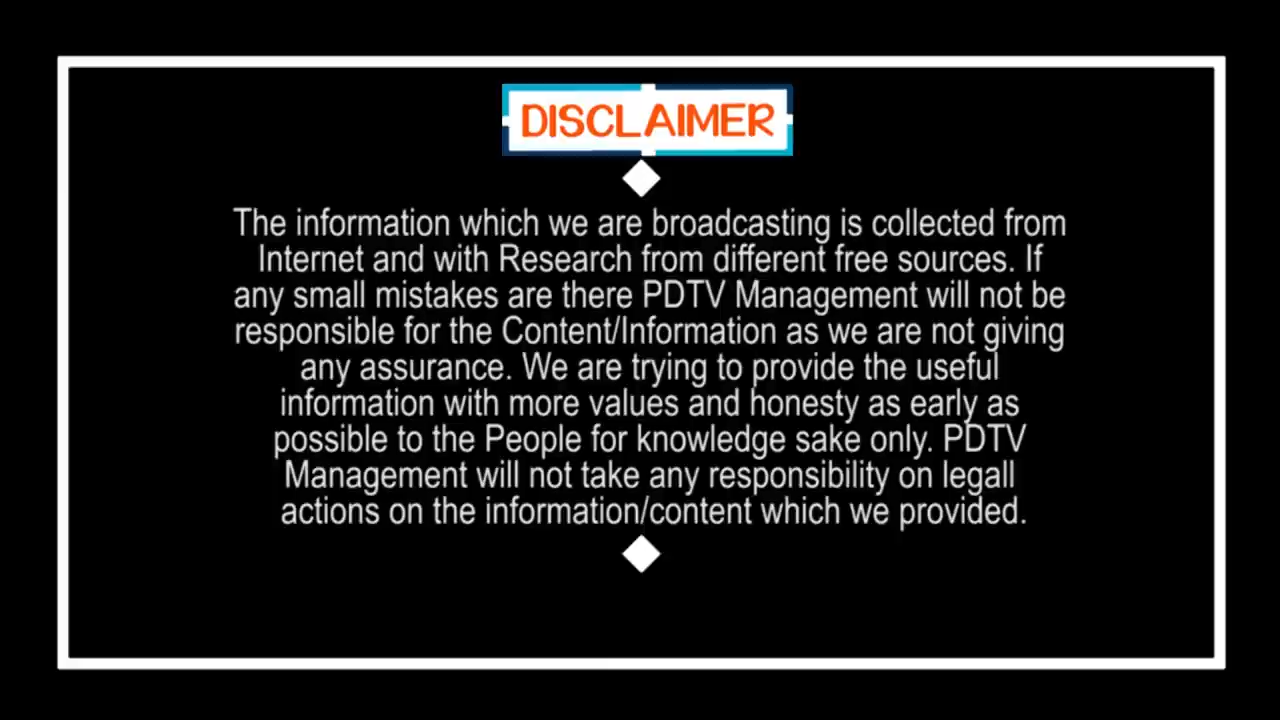 DISCLAIMER
The information which we are broadcasting is collected from
Internet and with Research from different free sources. If
any small mistakes are there PDTV Management will not be
responsible for the Content/Information as we are not giving
any assurance. We are trying to provide the useful
information with more values and honesty as early as
possible to the People for knowledge sake only. PDTV
Management will not take any responsibility on legall
actions on the information/content which we provided.